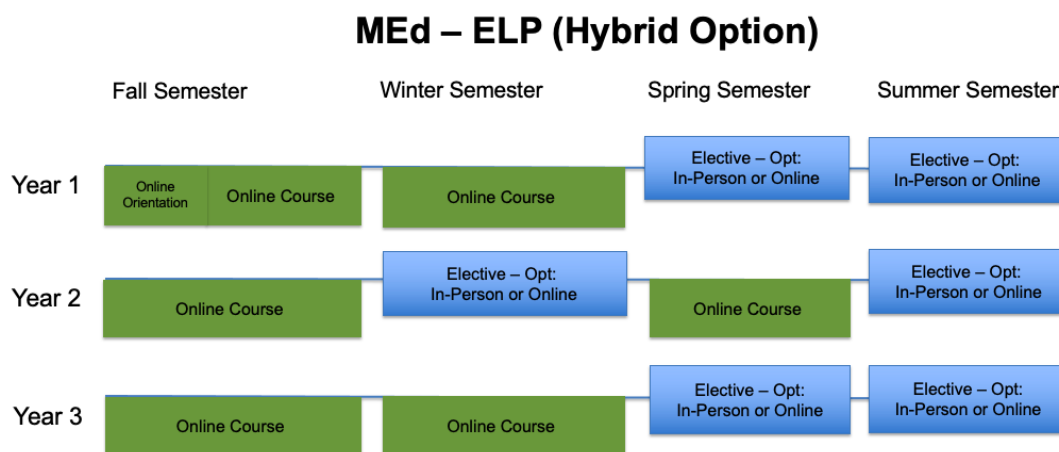 MEd – ELP (Hybrid Option)
Fall Semester
Winter Semester
Spring Semester
Summer Semester
Year 1
Online
Orientation
Online Course
Online Course
Elective – Opt:
In-Person or Online
Elective – Opt:
In-Person or Online
Year 2
Online Course
Elective – Opt:
In-Person or Online
Online Course
Elective – Opt:
In-Person or Online
Year 3
Online Course
Online Course
Elective – Opt:
In-Person or Online
Elective – Opt:
In-Person or Online